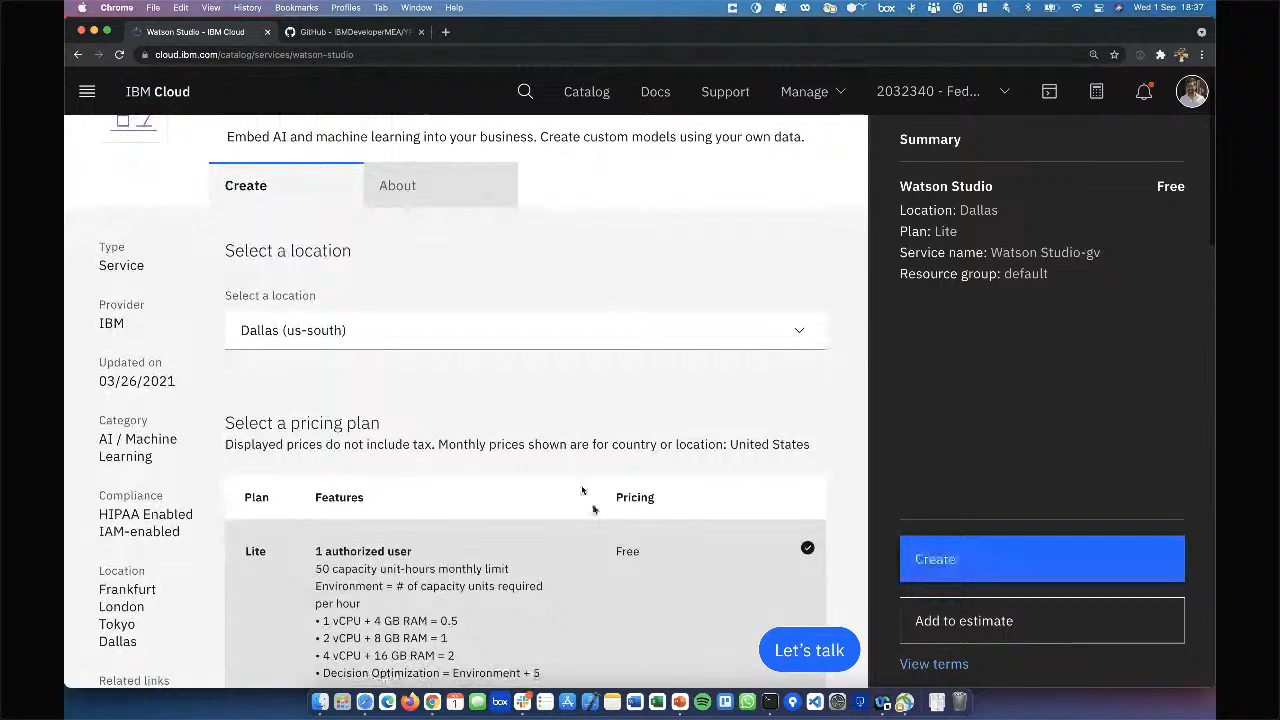 Chrome File Edit View History Bookmarks Profiles Tab Window Help box Wed 1 Sep 18:37
Watson Studio - IBM Cloud GitHub - IBMDeveloperMEA/YP
cloud.ibm.com/catalog/services/watson-studio
IBM Cloud Catalog Docs Support Manage 2032340 - Fed...
Embed AI and machine learning into your business. Create custom models using your own data.
Create About
Type
Service
Provider
IBM
Updated on
03/26/2021
Category
AI / Machine
Learning
Compliance
HIPAA Enabled
IAM-enabled
Location
Frankfurt
London
Tokyo
Dallas
Related links
Select a location
Select a location
Dallas (us-south)
Select a pricing plan
Displayed prices do not include tax. Monthly prices shown are for country or location: United States
Plan Features Pricing
Lite 1 authorized user Free
50 capacity unit-hours monthly limit
Environment = # of capacity units required
per hour
• 1 vCPU + 4 GB RAM = 0.5
• 2 vCPU + 8 GB RAM = 1
• 4 vCPU + 16 GB RAM = 2
• Decision Optimization = Environment + 5
Let's talk
Summary
Watson Studio Free
Location: Dallas
Plan: Lite
Service name: Watson Studio-gv
Resource group: default
Create
Add to estimate
View terms
1 box